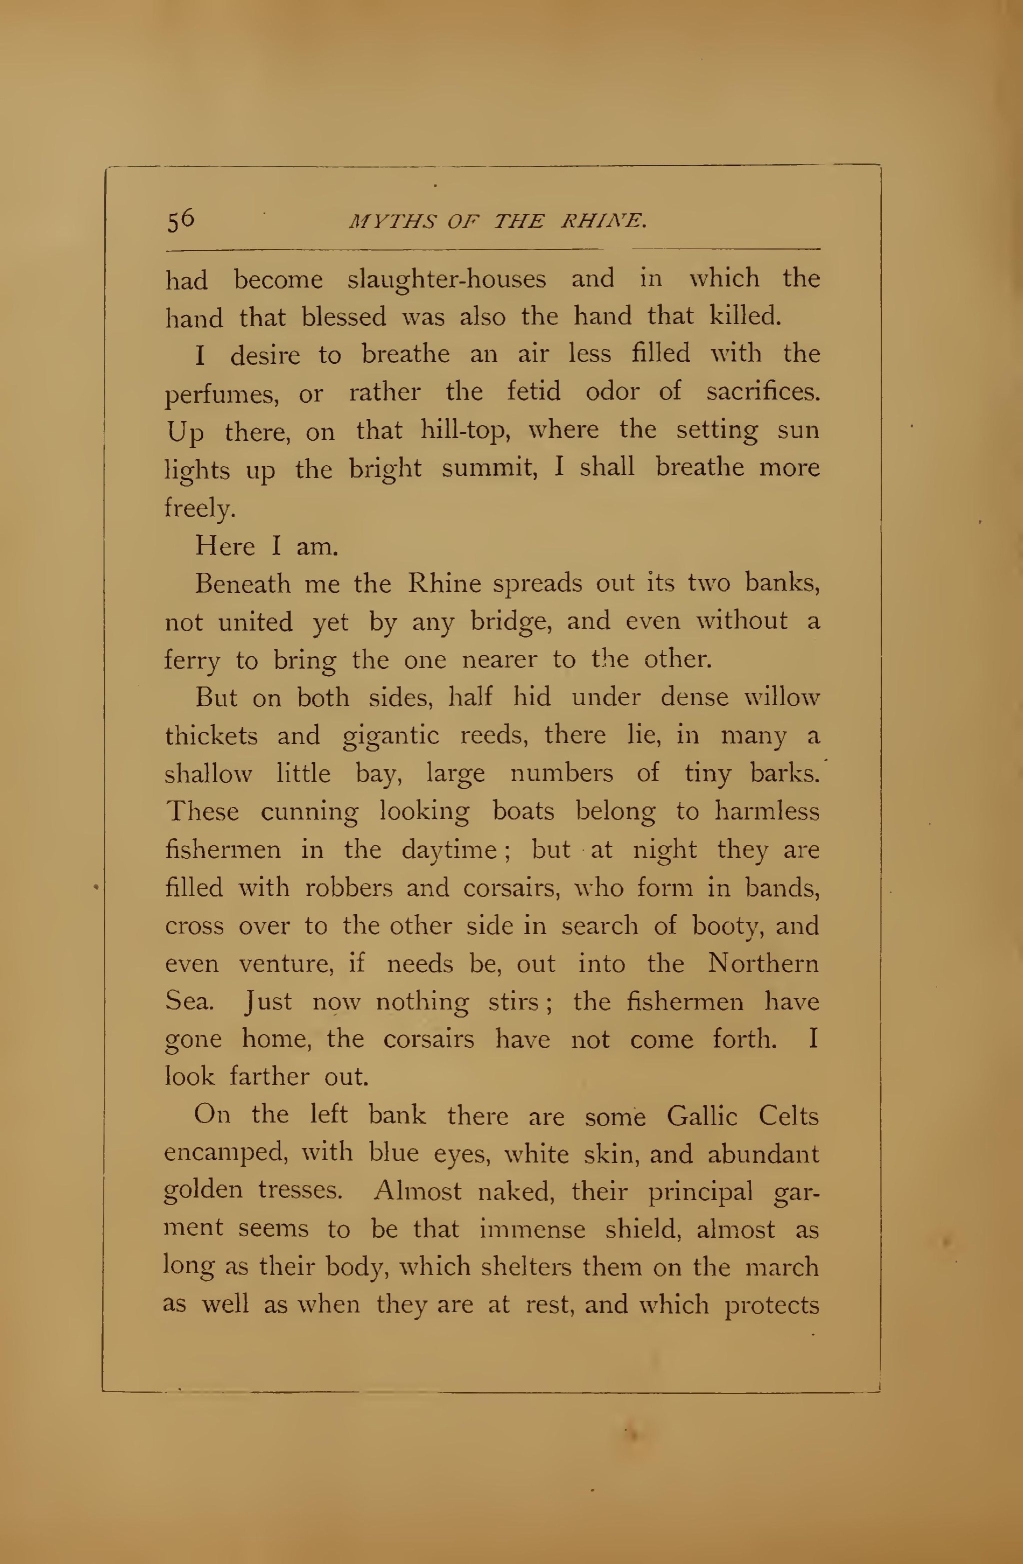 56 MYTHS OF THE RHINE.
had become slaughter-houses and in which the
hand that blessed was also the hand that killed.
I desire to breathe an air less filled with the
perfumes, or rather the fetid odor of sacrifices.
Up there, on that hill-top, where the setting sun
lights up the bright summit, I shall breathe more
freely.
Here I am.
Beneath me the Rhine spreads out its two banks,
not united yet by any bridge, and even without a
ferry to bring the one nearer to the other.
But on both sides, half hid under dense willow
thickets and gigantic reeds, there lie, in many a
shallow little bay, large numbers of tiny barks.
These cunning looking boats belong to harmless
fishermen in the daytime ; but at night they are
filled with robbers and corsairs, who form in bands,
cross over to the other side in search of booty, and
even venture, if needs be, out into the Northern
Sea. Just now nothing stirs ; the fishermen have
gone home, the corsairs have not come forth. I
look farther out.
On the left bank there are some Gallic Celts
encamped, with blue eyes, white skin, and abundant
golden tresses. Almost naked, their principal gar-
ment seems to be that immense shield, almost as
long as their body, which shelters them on the march
as well as when they are at rest, and which protects